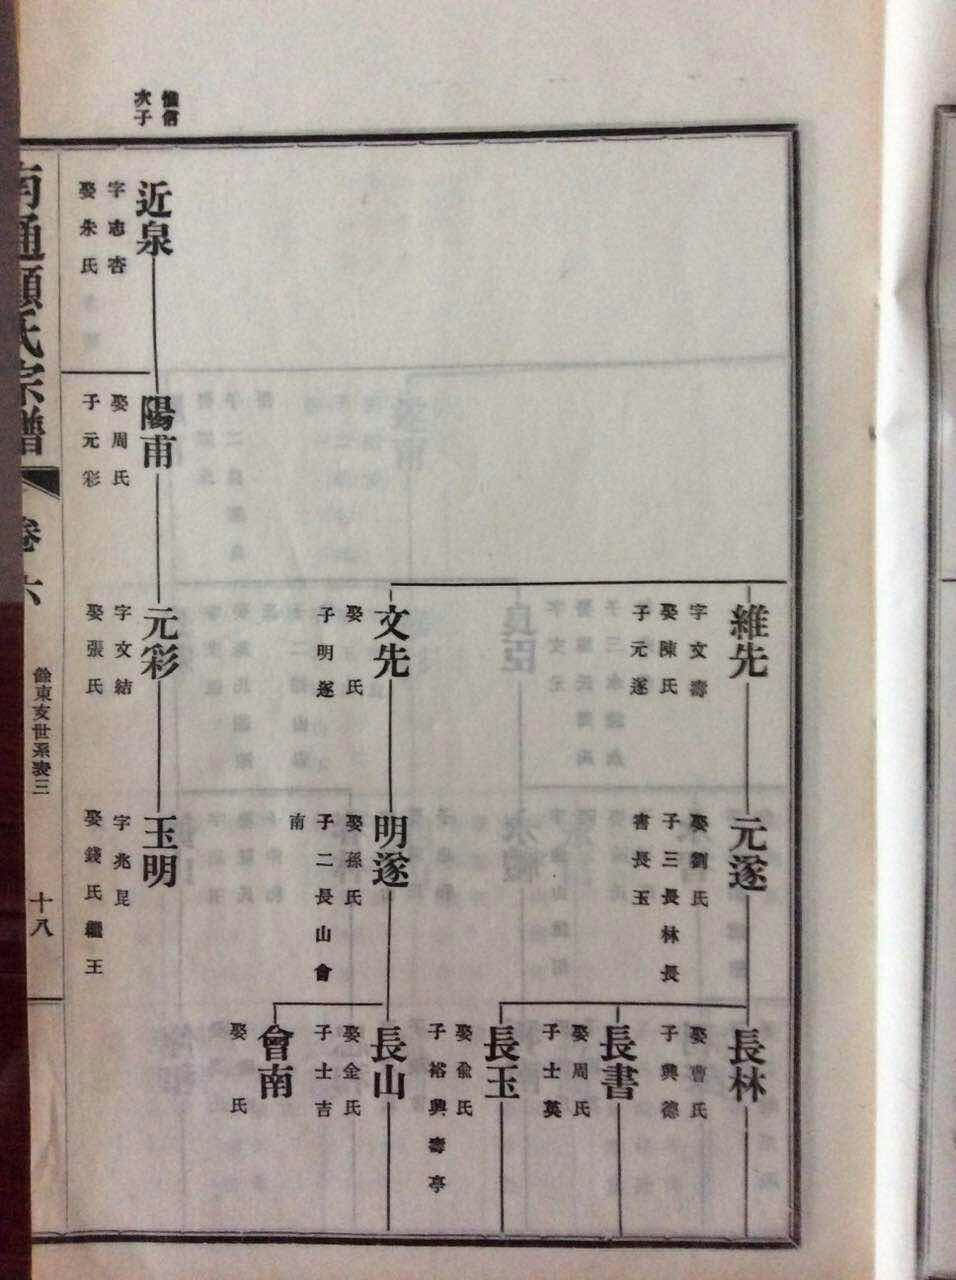 惟信
次子
維先
字文壽
娶陳氏
子元遂
文先
娶 氏
子明遂
元遂
娶劉氏
子三長林長
書長玉
明遂
娶孫氏
子二長山會
南
長林
娶曹氏
子興德
長書
娶周氏
子士英
長玉
娶兪氏
子裕興壽亭
長山
娶金氏
子士吉
會南
娶 氏
近泉
字志杏
娶朱氏
陽甫
娶周氏
子元彩
元彩
字文結
娶張氏
玉明
字兆昆
娶錢氏繼王
南通顧氏宗譜
卷六
餘東支世系表三
十八